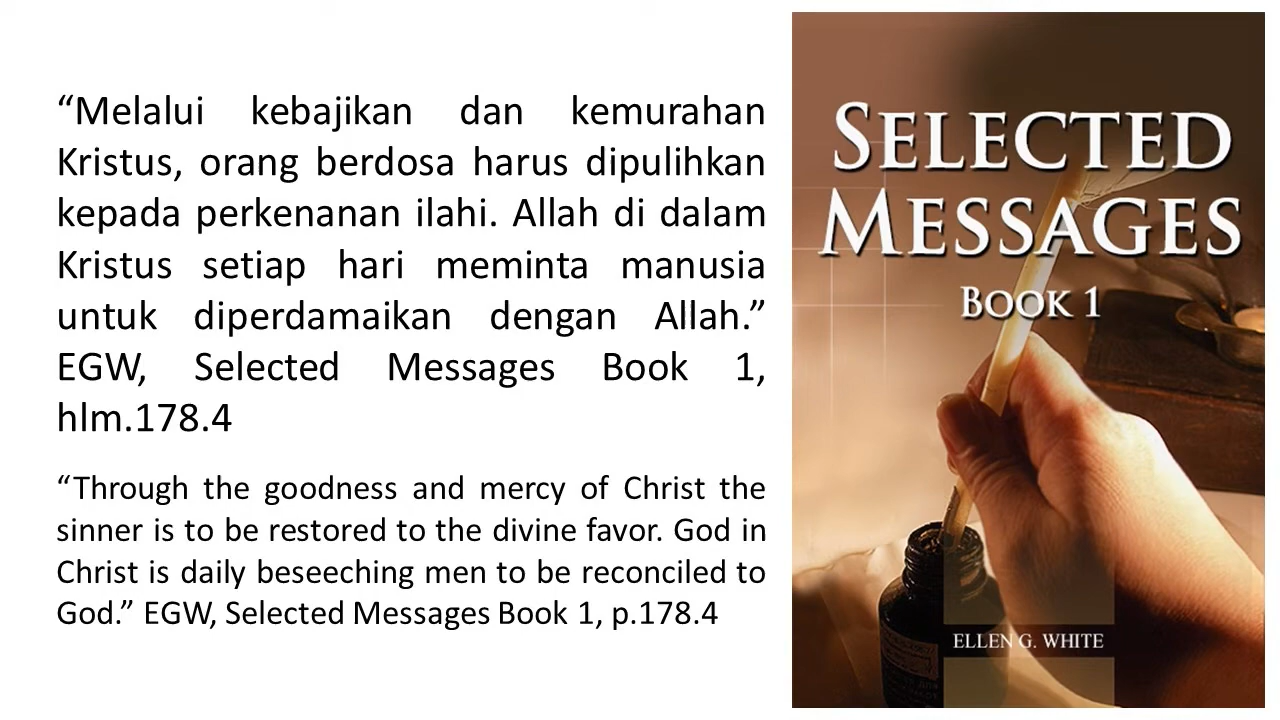 “Melalui kebajikan dan kemurahan
Kristus, orang berdosa harus dipulihkan
kepada perkenanan ilahi. Allah di dalam
Kristus setiap hari meminta manusia
untuk diperdamaikan dengan Allah.”
EGW, Selected Messages Book 1,
hlm.178.4
“Through the goodness and mercy of Christ the
sinner is to be restored to the divine favor. God in
Christ is daily beseeching men to be reconciled to
God.” EGW, Selected Messages Book 1, p.178.4
SELECTED
MESSAGES
BOOK 1
ELLEN G. WHITE